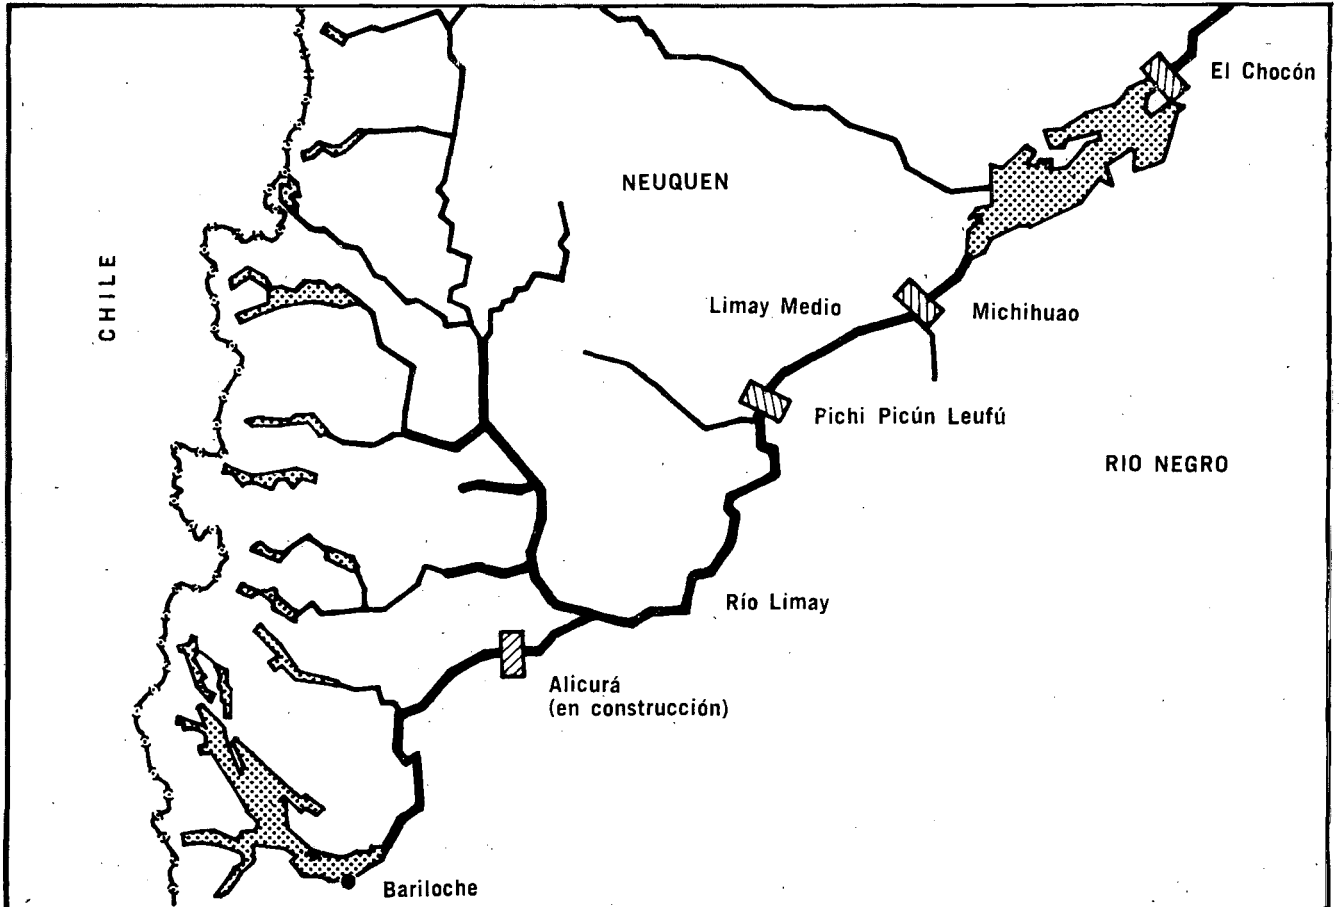 El Chocón
NEUQUEN
CHILE
Limay Medio
Michihuao
Pichi Picún Leufú
RIO NEGRO
Río Limay
Alicurá
(en construcción)
Bariloche